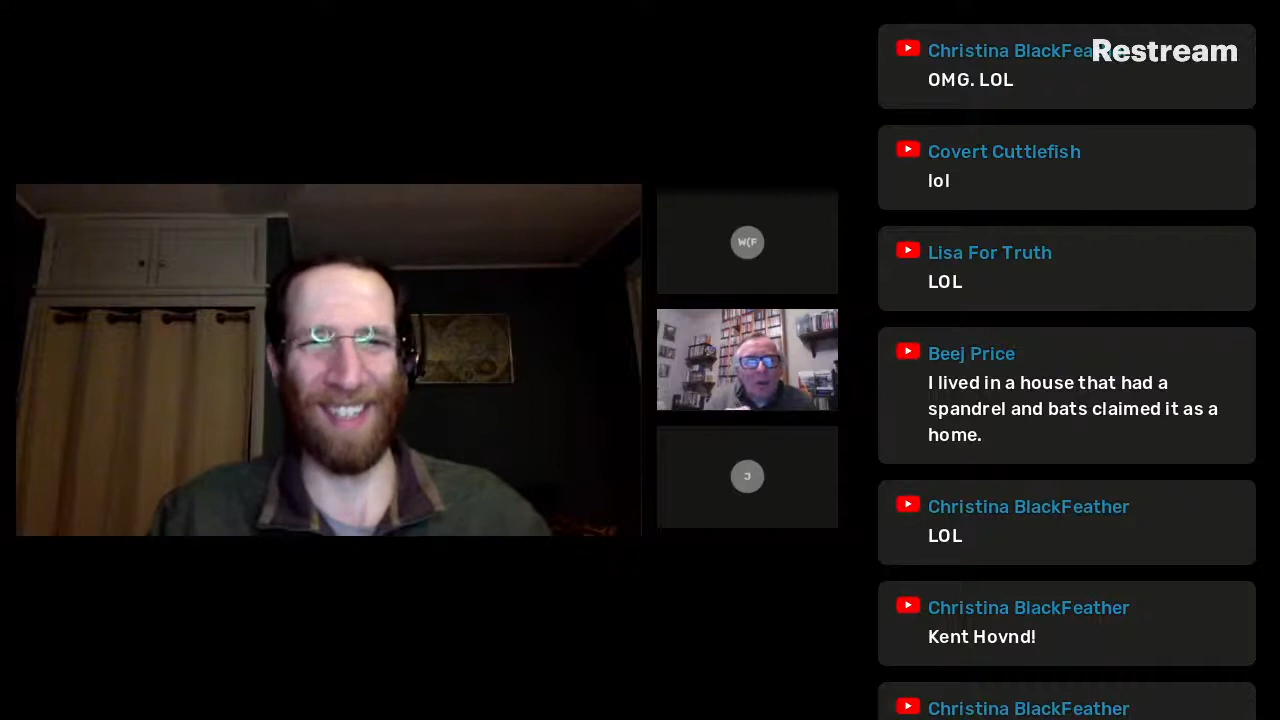 Christina BlackFea
Restream
OMG. LOL
Covert Cuttlefish
lol
Lisa For Truth
LOL
Beej Price
I lived in a house that had a
spandrel and bats claimed it as a
home.
Christina BlackFeather
LOL
Christina BlackFeather
Kent Hovnd!
Christina BlackFeather
W(F
J